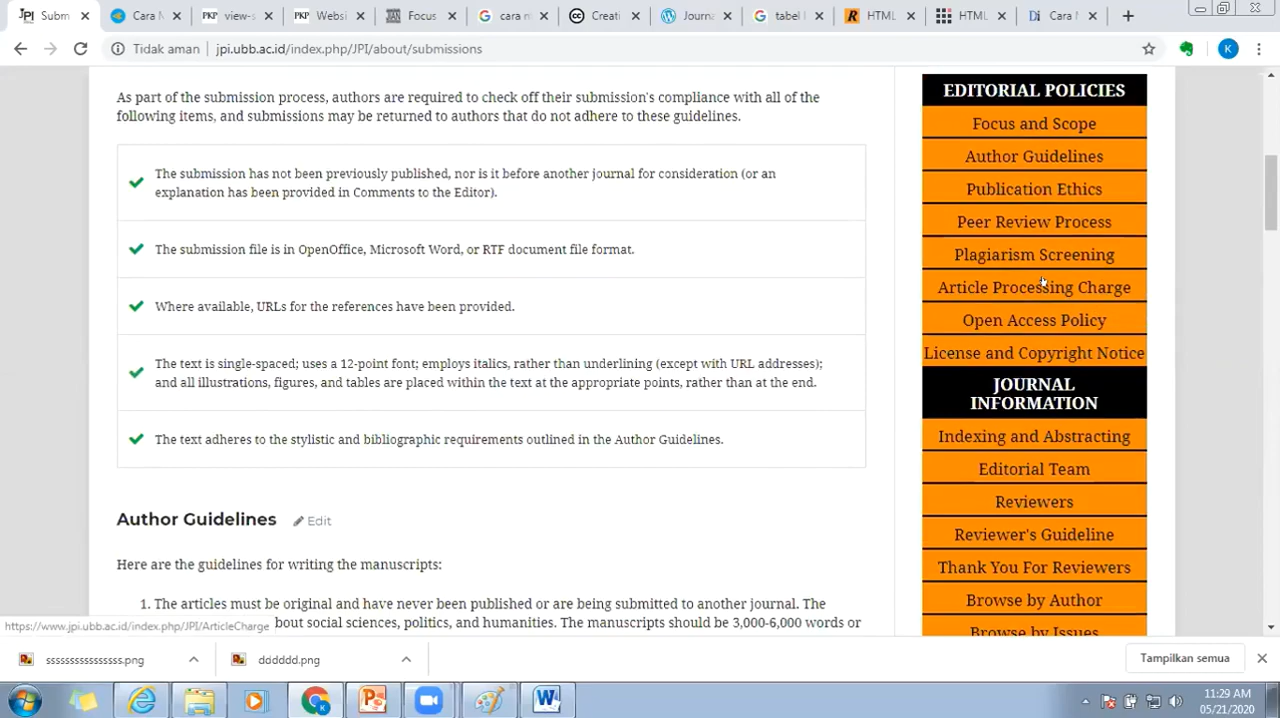 Subm
Cara M
view-s
Websi
Focus
cara m
Creati
Journa
tabel l
HTML
HTML
Cara M
Tidak aman
jpi.ubb.ac.id/index.php/JPI/about/submissions
K
As part of the submission process, authors are required to check off their submission's compliance with all of the
following items, and submissions may be returned to authors that do not adhere to these guidelines.
The submission has not been previously published, nor is it before another journal for consideration (or an
explanation has been provided in Comments to the Editor).
The submission file is in OpenOffice, Microsoft Word, or RTF document file format.
Where available, URLs for the references have been provided.
The text is single-spaced; uses a 12-point font; employs italics, rather than underlining (except with URL addresses);
and all illustrations, figures, and tables are placed within the text at the appropriate points, rather than at the end.
The text adheres to the stylistic and bibliographic requirements outlined in the Author Guidelines.
Author Guidelines
Edit
Here are the guidelines for writing the manuscripts:
1. The articles must be original and have never been published or are being submitted to another journal. The
bout social sciences, politics, and humanities. The manuscripts should be 3,000-6,000 words or
EDITORIAL POLICIES
Focus and Scope
Author Guidelines
Publication Ethics
Peer Review Process
Plagiarism Screening
Article Processing Charge
Open Access Policy
License and Copyright Notice
JOURNAL
INFORMATION
Indexing and Abstracting
Editorial Team
Reviewers
Reviewer's Guideline
Thank You For Reviewers
Browse by Author
Browse by Issues
https://www.jpi.ubb.ac.id/index.php/JPI/ArticleCharge
dddddd.png
Tampilkan semua
11:29 AM
05/21/2020